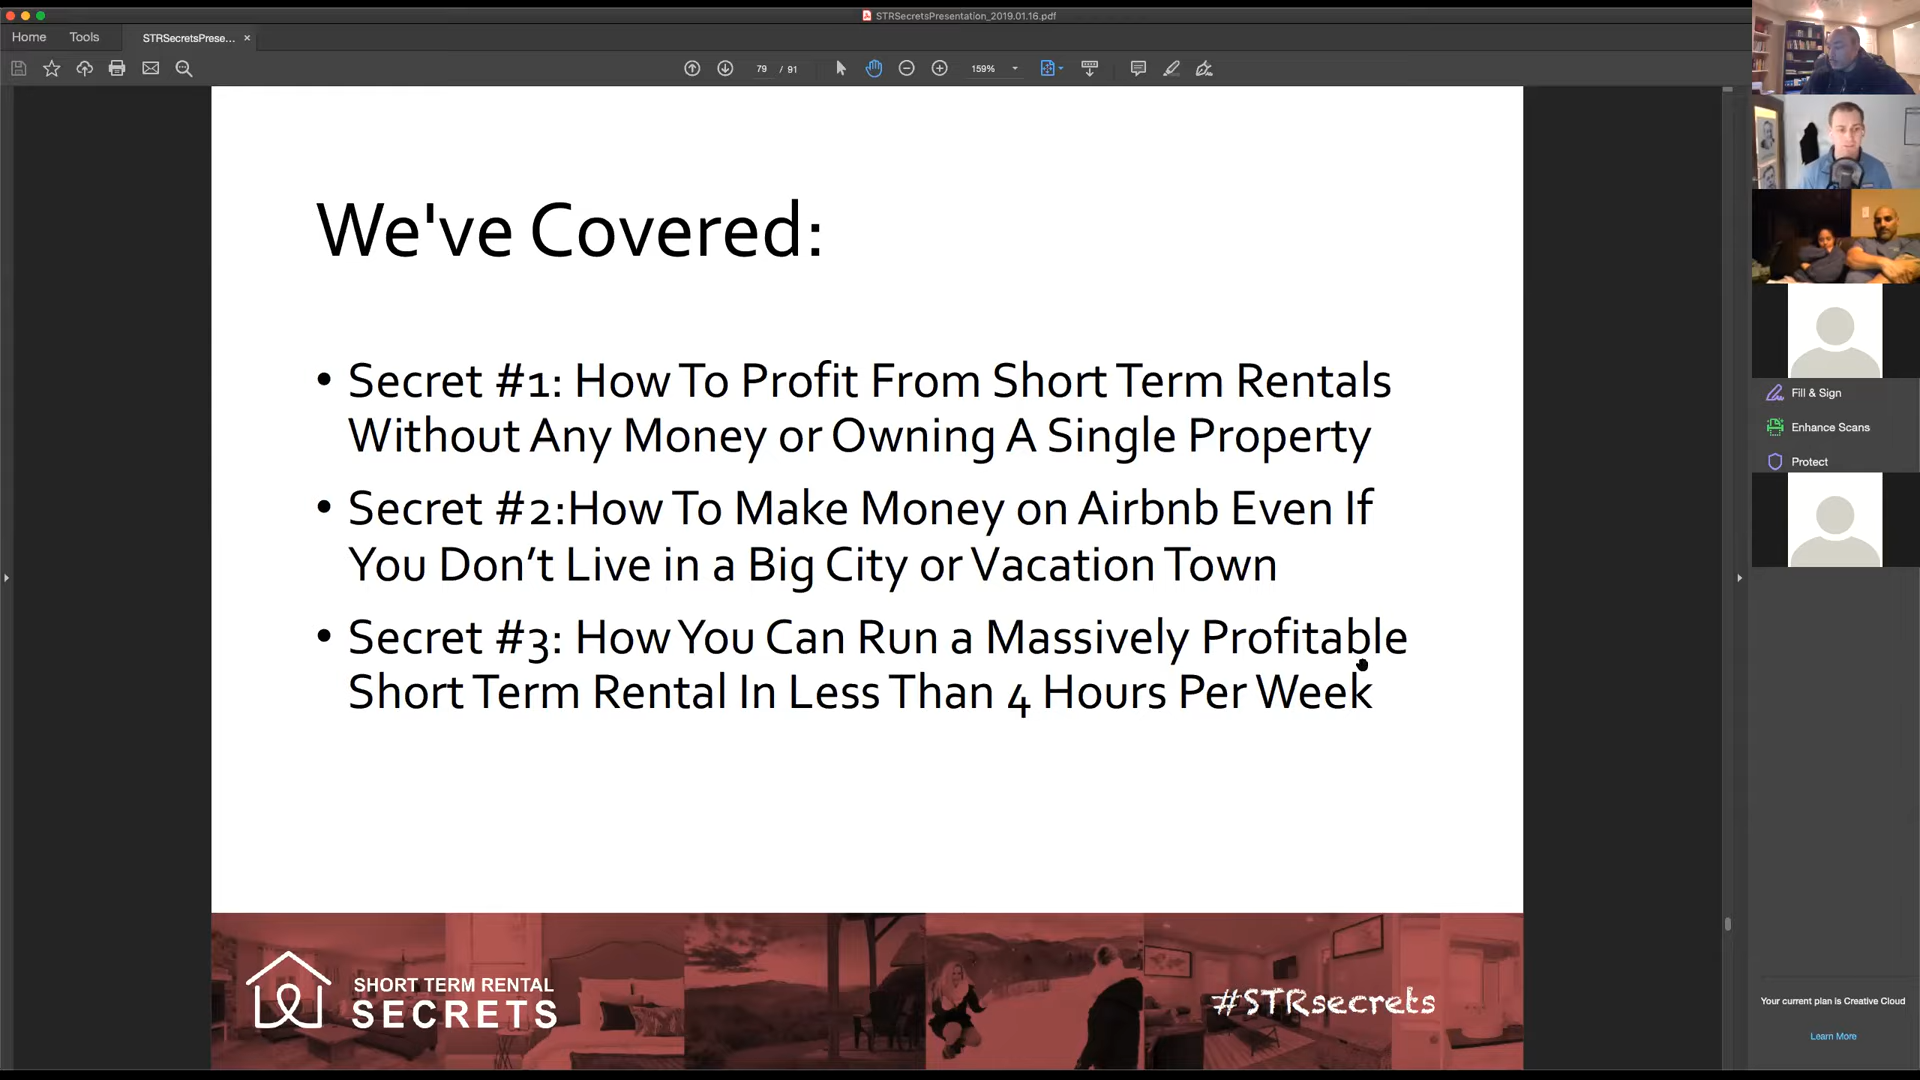 STRSecretsPresentation_2019.01.16.pdf
Home
Tools
STRSecretsPrese...
79 / 91
159%
We've Covered:
• Secret #1: How To Profit From Short Term Rentals
Without Any Money or Owning A Single Property
• Secret #2:How To Make Money on Airbnb Even If
You Don’t Live in a Big City or Vacation Town
• Secret #3: How You Can Run a Massively Profitable
Short Term Rental In Less Than 4 Hours Per Week
SHORT TERM RENTAL
SECRETS
#STRsecrets
Fill & Sign
Enhance Scans
Protect
Your current plan is Creative Cloud
Learn More